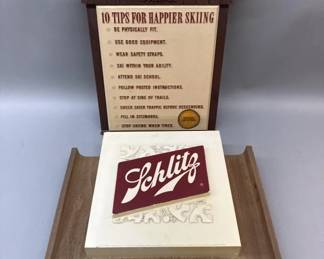 10 TIPS FOR HAPPIER SKIING
BE PHYSICALLY FIT.
USE GOOD EQUIPMENT.
WEAR SAFETY STRAPS.
SKI WITHIN YOUR ABILITY.
ATTEND SKI SCHOOL.
FOLLOW POSTED INSTRUCTIONS.
STOP AT SIDE OF TRAILS.
CHECK SKIER TRAFFIC BEFORE DESCENDING.
FILL IN SITZMARKS.
STOP SKIING WHEN TIRED.
Schlitz